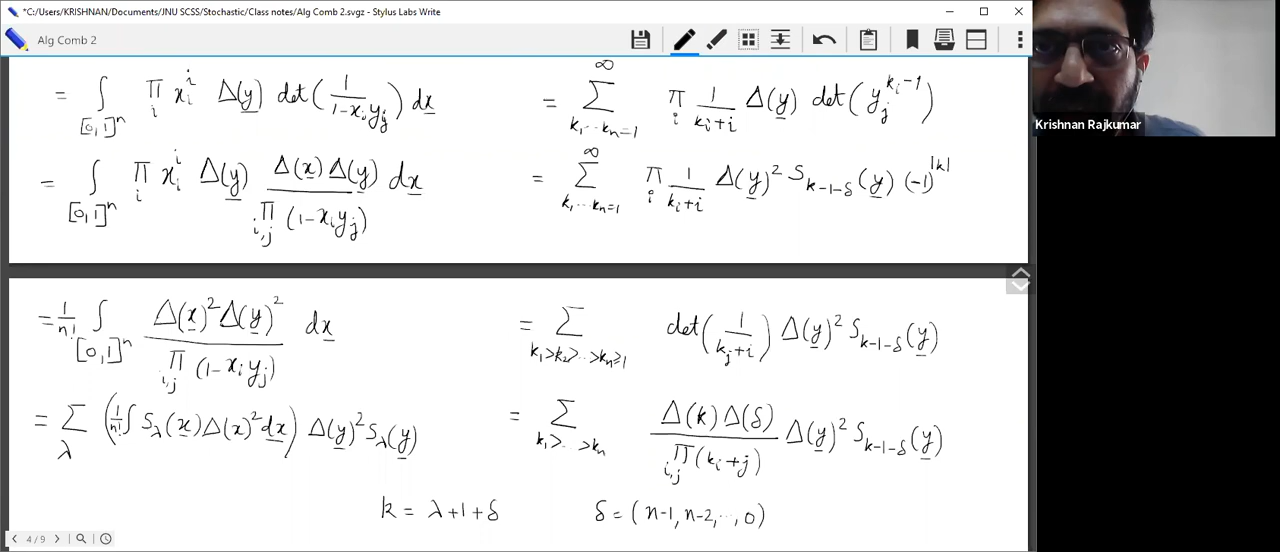 *C:/Users/KRISHNAN/Documents/JNU SCSS/Stochastic/Class notes/Alg Comb 2.svgz - Stylus Labs Write
Alg Comb 2
Krishnan Rajkumar
= ∫_{[0,1]^n} ∏_i x_i^i Δ(y) det(1/(1-x_i y_j)) dx
= ∫_{[0,1]^n} ∏_i x_i^i Δ(y) Δ(x)Δ(y)/∏_{i,j}(1-x_i y_j) dx
= ∑_{k_1...k_n=1}^∞ ∏_i 1/(k_i+i) Δ(y) det(y_j^{k_i-1})
= ∑_{k_1...k_n=1}^∞ ∏_i 1/(k_i+i) Δ(y)^2 S_{k-1-δ}(y) (-1)^{|k|}
= 1/n! ∫_{[0,1]^n} Δ(x)^2 Δ(y)^2/∏_{i,j}(1-x_i y_j) dx
= ∑_λ (1/n! ∫ S_λ(x) Δ(x)^2 dx) Δ(y)^2 S_λ(y)
= ∑_{k_1>k_2>...>k_n≥1} det(1/(k_j+i)) Δ(y)^2 S_{k-1-δ}(y)
= ∑_{k_1>...>k_n} Δ(k)Δ(δ)/∏_{i,j}(k_i+j) Δ(y)^2 S_{k-1-δ}(y)
k = λ+1+δ
δ = (n-1, n-2, ..., 0)
4/9